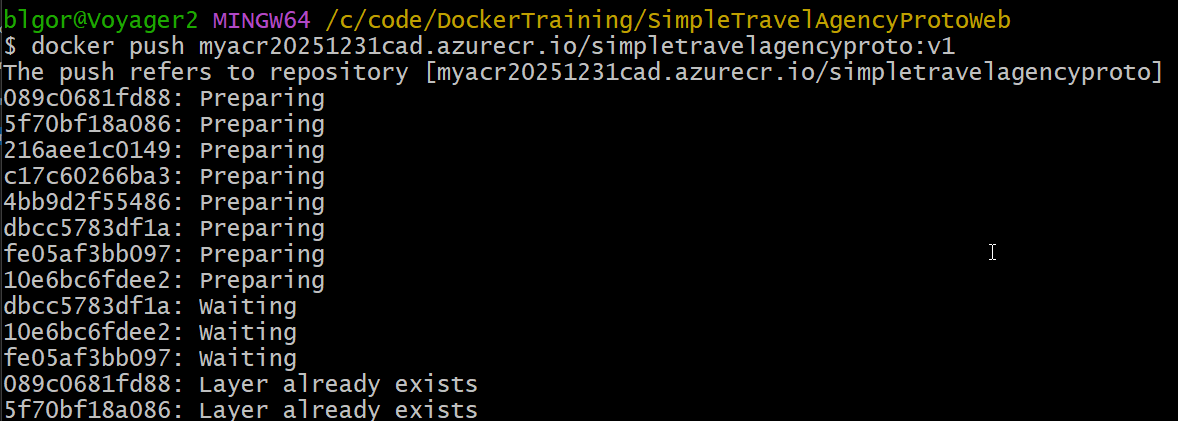 blgor@Voyager2 MINGW64 /c/code/DockerTraining/SimpleTravelAgencyProtoWeb
$ docker push myacr20251231cad.azurecr.io/simpletravelagencyproto:v1
The push refers to repository [myacr20251231cad.azurecr.io/simpletravelagencyproto]
089c0681fd88: Preparing
5f70bf18a086: Preparing
216aee1c0149: Preparing
c17c60266ba3: Preparing
4bb9d2f55486: Preparing
dbcc5783df1a: Preparing
fe05af3bb097: Preparing
10e6bc6fdee2: Preparing
dbcc5783df1a: Waiting
10e6bc6fdee2: Waiting
fe05af3bb097: Waiting
089c0681fd88: Layer already exists
5f70bf18a086: Layer already exists